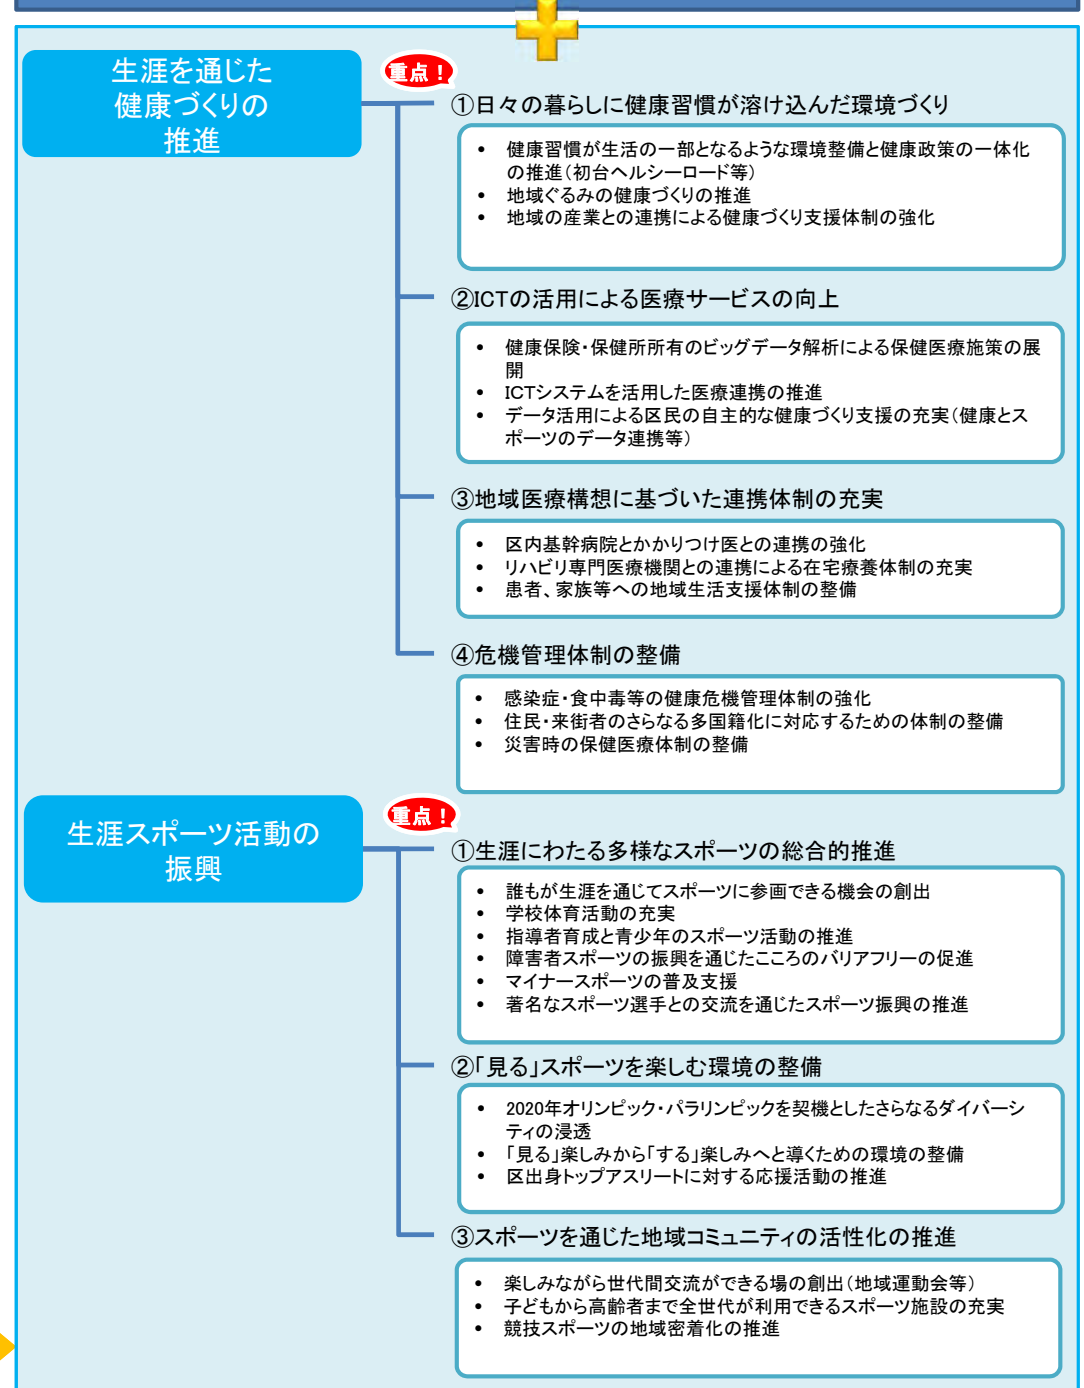 生涯を通じた
健康づくりの
推進
重点！
①日々の暮らしに健康習慣が溶け込んだ環境づくり
• 健康習慣が生活の一部となるような環境整備と健康政策の一体化
の推進（初台ヘルシーロード等）
• 地域ぐるみの健康づくりの推進
• 地域の産業との連携による健康づくり支援体制の強化
②ICTの活用による医療サービスの向上
• 健康保険・保健所所有のビッグデータ解析による保健医療施策の展
開
• ICTシステムを活用した医療連携の推進
• データ活用による区民の自主的な健康づくり支援の充実（健康とス
ポーツのデータ連携等）
③地域医療構想に基づいた連携体制の充実
• 区内基幹病院とかかりつけ医との連携の強化
• リハビリ専門医療機関との連携による在宅療養体制の充実
• 患者、家族等への地域生活支援体制の整備
④危機管理体制の整備
• 感染症・食中毒等の健康危機管理体制の強化
• 住民・来街者のさらなる多国籍化に対応するための体制の整備
• 災害時の保健医療体制の整備
生涯スポーツ活動の
振興
重点！
①生涯にわたる多様なスポーツの総合的推進
• 誰もが生涯を通じてスポーツに参画できる機会の創出
• 学校体育活動の充実
• 指導者育成と青少年のスポーツ活動の推進
• 障害者スポーツの振興を通じたこころのバリアフリーの促進
• マイナースポーツの普及支援
• 著名なスポーツ選手との交流を通じたスポーツ振興の推進
②「見る」スポーツを楽しむ環境の整備
• 2020年オリンピック・パラリンピックを契機としたさらなるダイバーシ
ティの浸透
• 「見る」楽しみから「する」楽しみへと導くための環境の整備
• 区出身トップアスリートに対する応援活動の推進
③スポーツを通じた地域コミュニティの活性化の推進
• 楽しみながら世代間交流ができる場の創出（地域運動会等）
• 子どもから高齢者まで全世代が利用できるスポーツ施設の充実
• 競技スポーツの地域密着化の推進